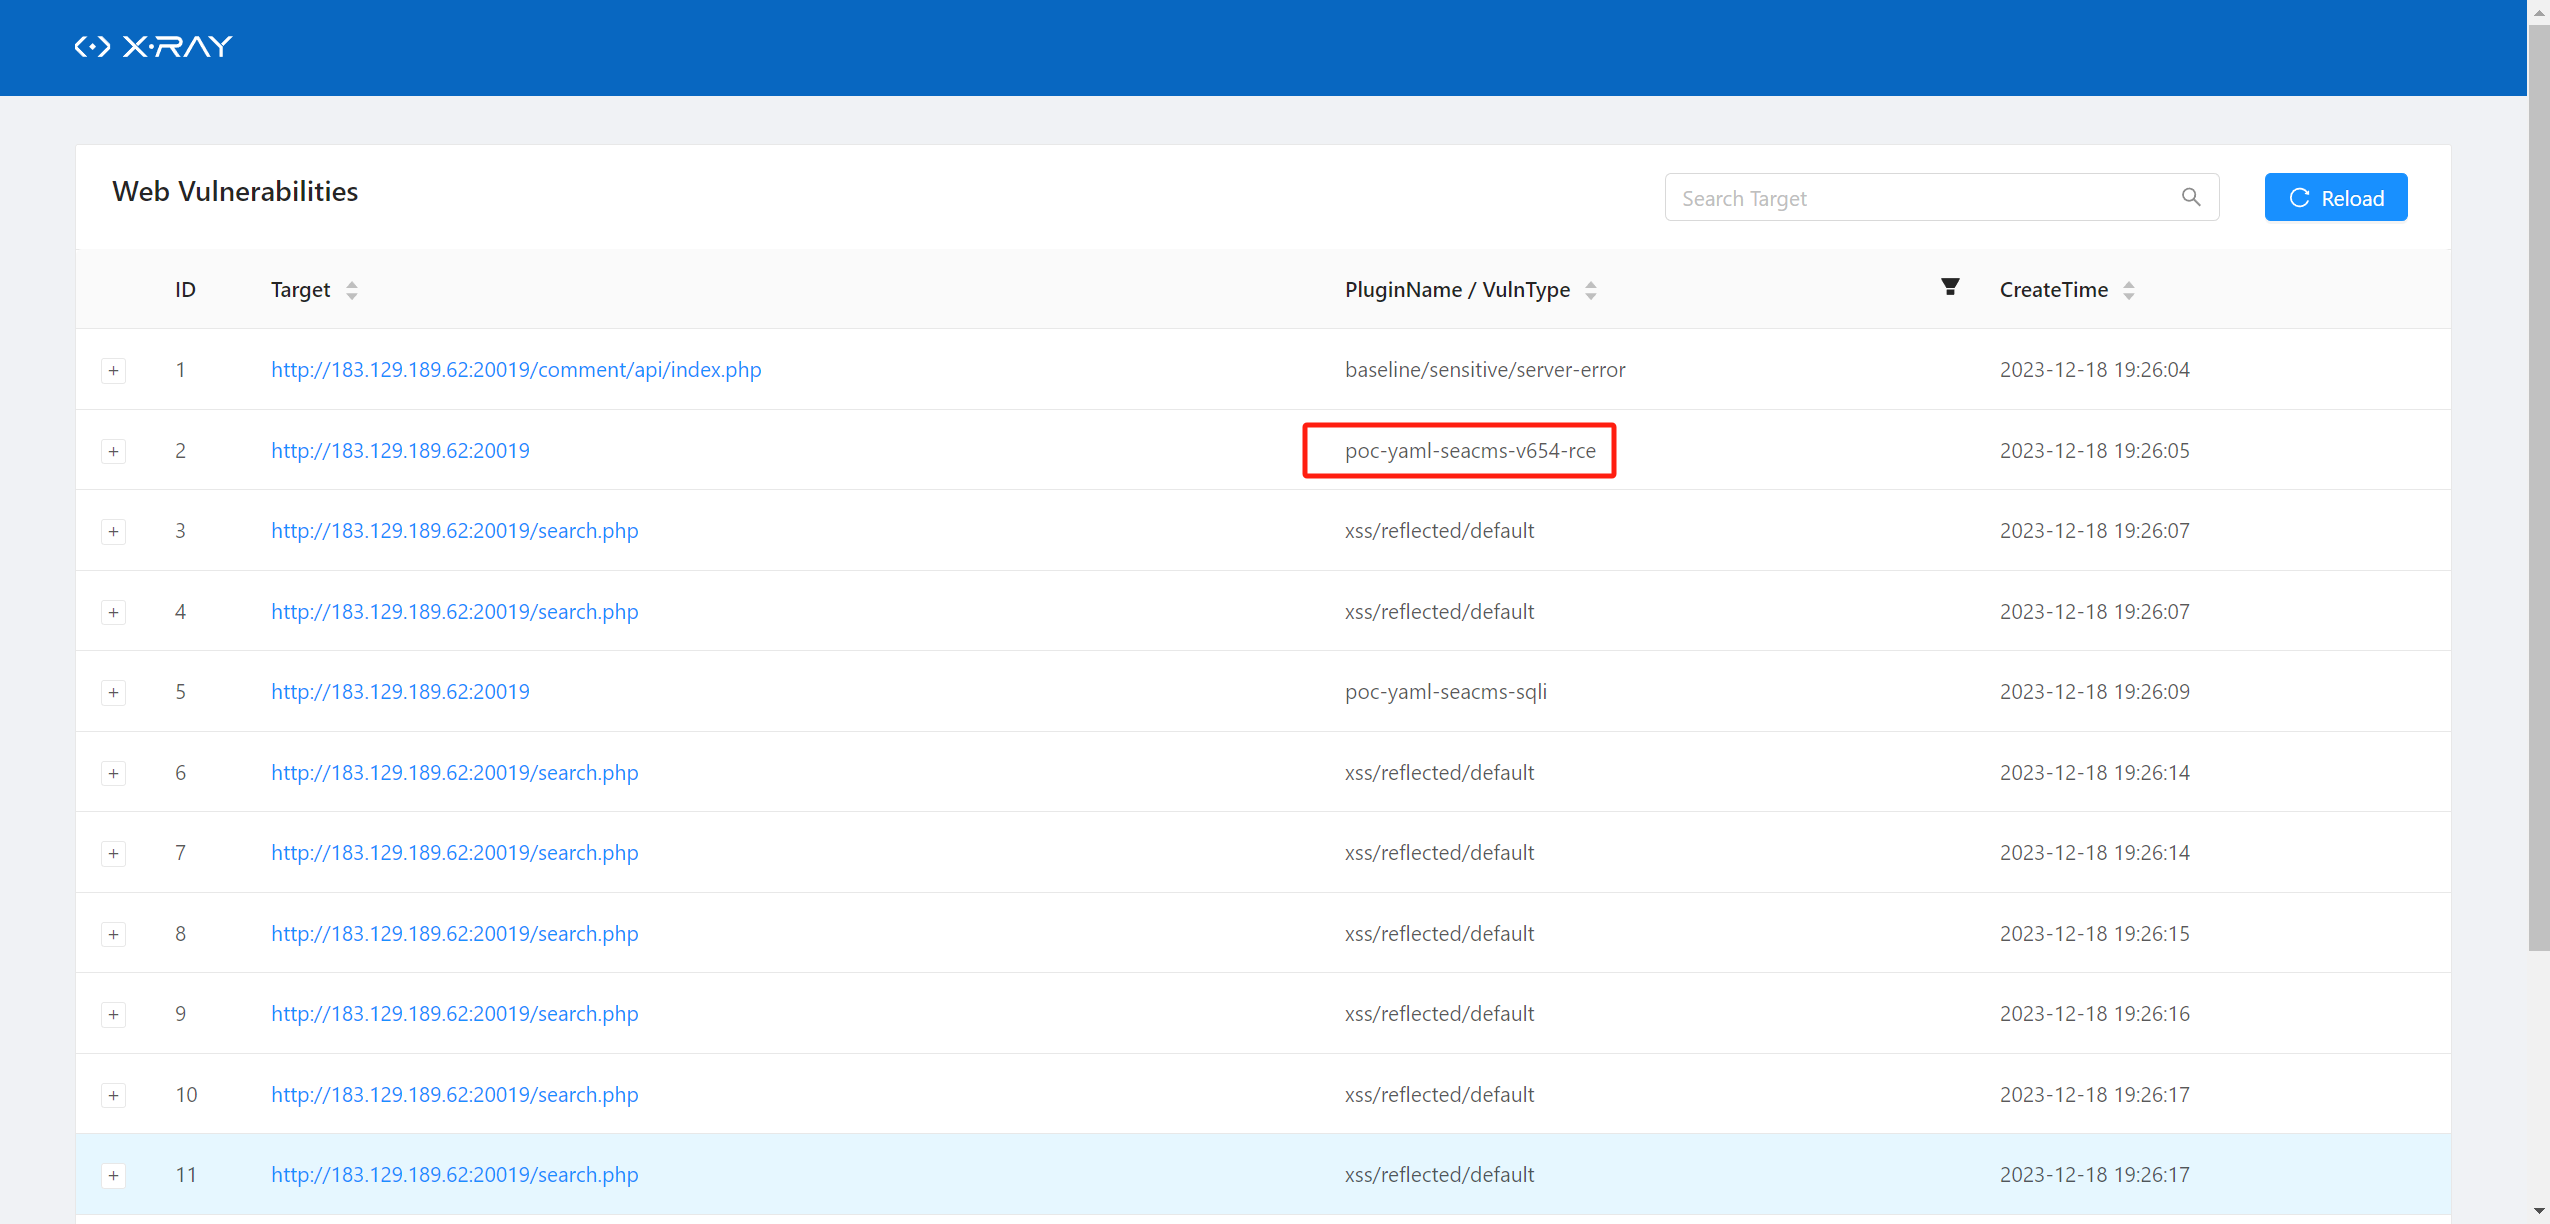 X·RAY
Web Vulnerabilities
Search Target
Reload
ID Target PluginName / VulnType CreateTime
+ 1 http://183.129.189.62:20019/comment/api/index.php baseline/sensitive/server-error 2023-12-18 19:26:04
+ 2 http://183.129.189.62:20019 poc-yaml-seacms-v654-rce 2023-12-18 19:26:05
+ 3 http://183.129.189.62:20019/search.php xss/reflected/default 2023-12-18 19:26:07
+ 4 http://183.129.189.62:20019/search.php xss/reflected/default 2023-12-18 19:26:07
+ 5 http://183.129.189.62:20019 poc-yaml-seacms-sqli 2023-12-18 19:26:09
+ 6 http://183.129.189.62:20019/search.php xss/reflected/default 2023-12-18 19:26:14
+ 7 http://183.129.189.62:20019/search.php xss/reflected/default 2023-12-18 19:26:14
+ 8 http://183.129.189.62:20019/search.php xss/reflected/default 2023-12-18 19:26:15
+ 9 http://183.129.189.62:20019/search.php xss/reflected/default 2023-12-18 19:26:16
+ 10 http://183.129.189.62:20019/search.php xss/reflected/default 2023-12-18 19:26:17
+ 11 http://183.129.189.62:20019/search.php xss/reflected/default 2023-12-18 19:26:17